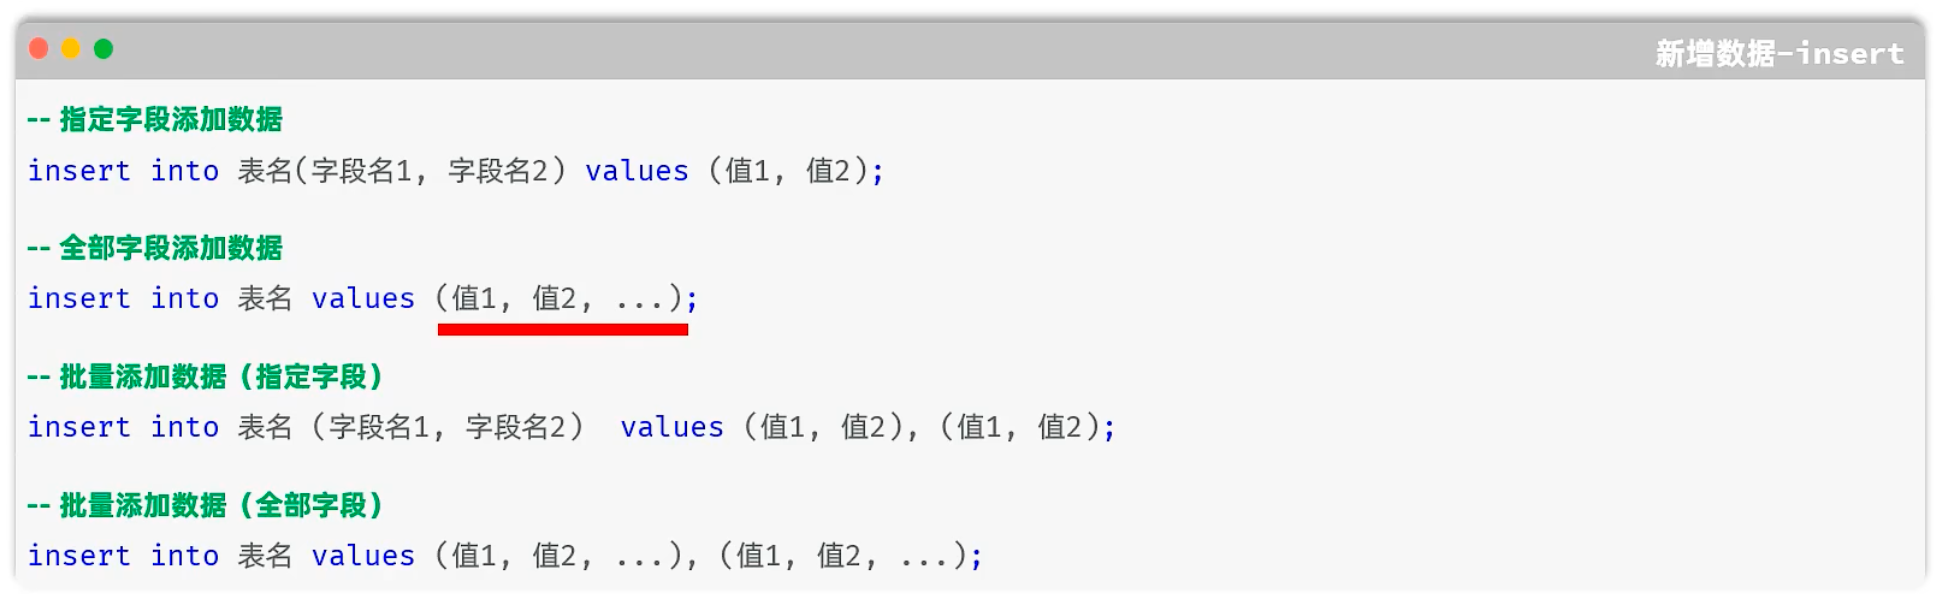 新增数据-insert
-- 指定字段添加数据
insert into 表名(字段名1, 字段名2) values (值1, 值2);
-- 全部字段添加数据
insert into 表名 values (值1, 值2, ...);
-- 批量添加数据（指定字段）
insert into 表名 (字段名1, 字段名2) values (值1, 值2), (值1, 值2);
-- 批量添加数据（全部字段）
insert into 表名 values (值1, 值2, ...), (值1, 值2, ...);